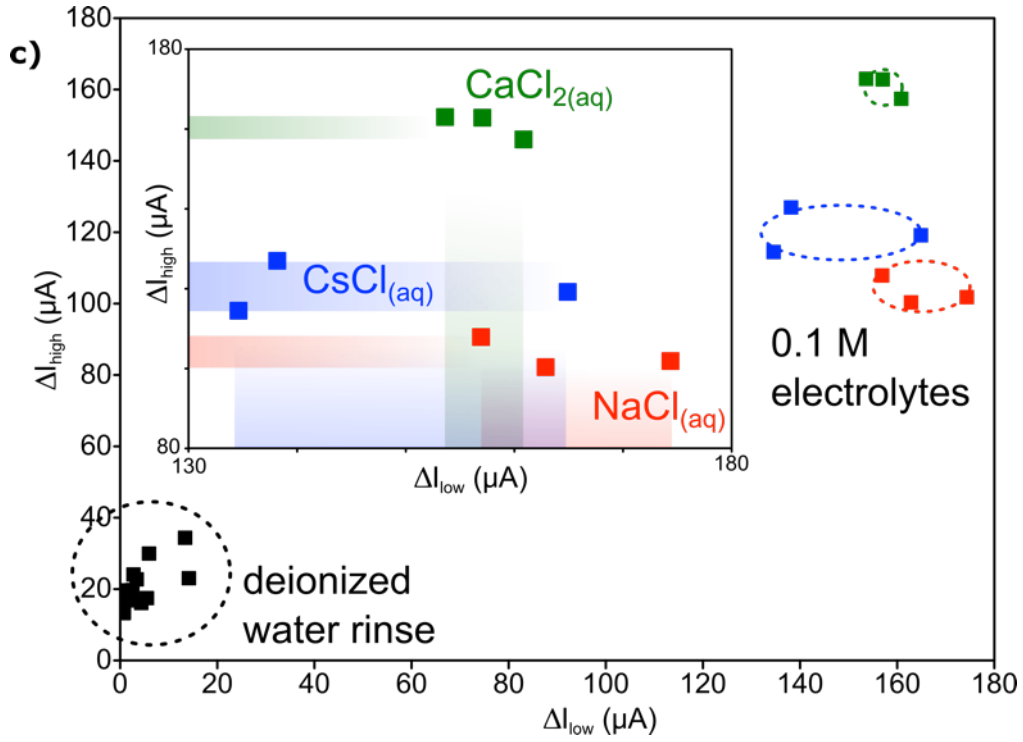 c)
180
160
140
120
100
80
60
40
20
0
ΔI_high (µA)
180
80
ΔI_high (µA)
CaCl₂(aq)
CsCl(aq)
NaCl(aq)
130
180
ΔI_low (µA)
0.1 M
electrolytes
deionized
water rinse
0 20 40 60 80 100 120 140 160 180
ΔI_low (µA)